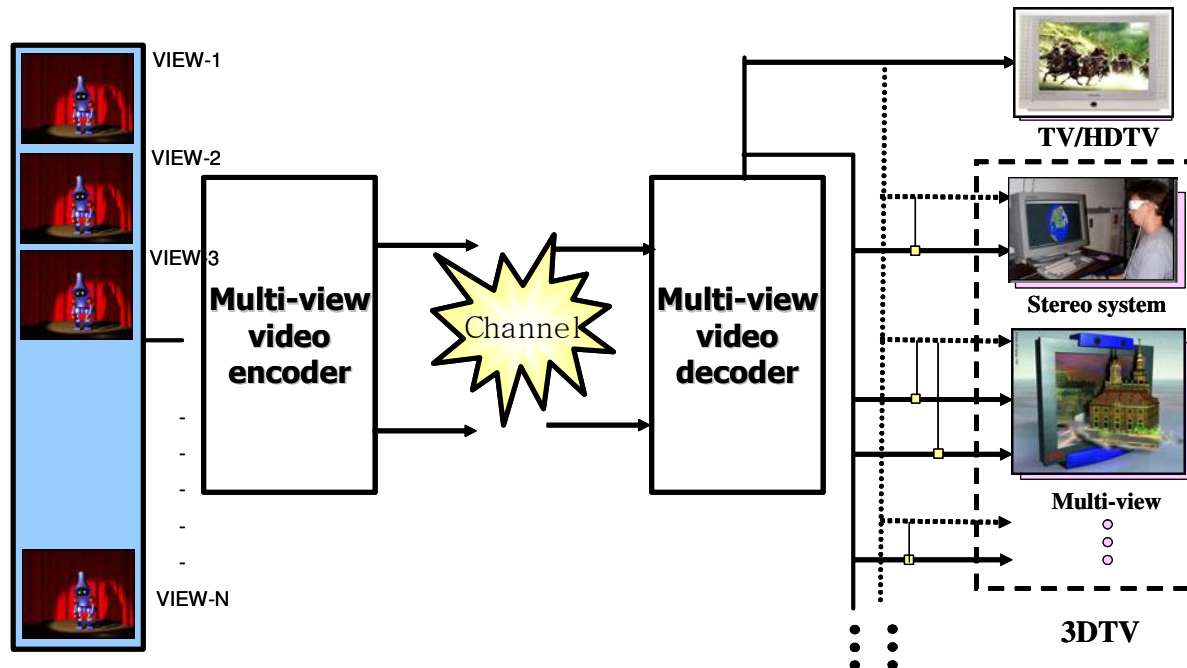 VIEW-1
VIEW-2
VIEW-3
VIEW-N
Multi-view
video
encoder
Channel
Multi-view
video
decoder
TV/HDTV
Stereo system
Multi-view
3DTV